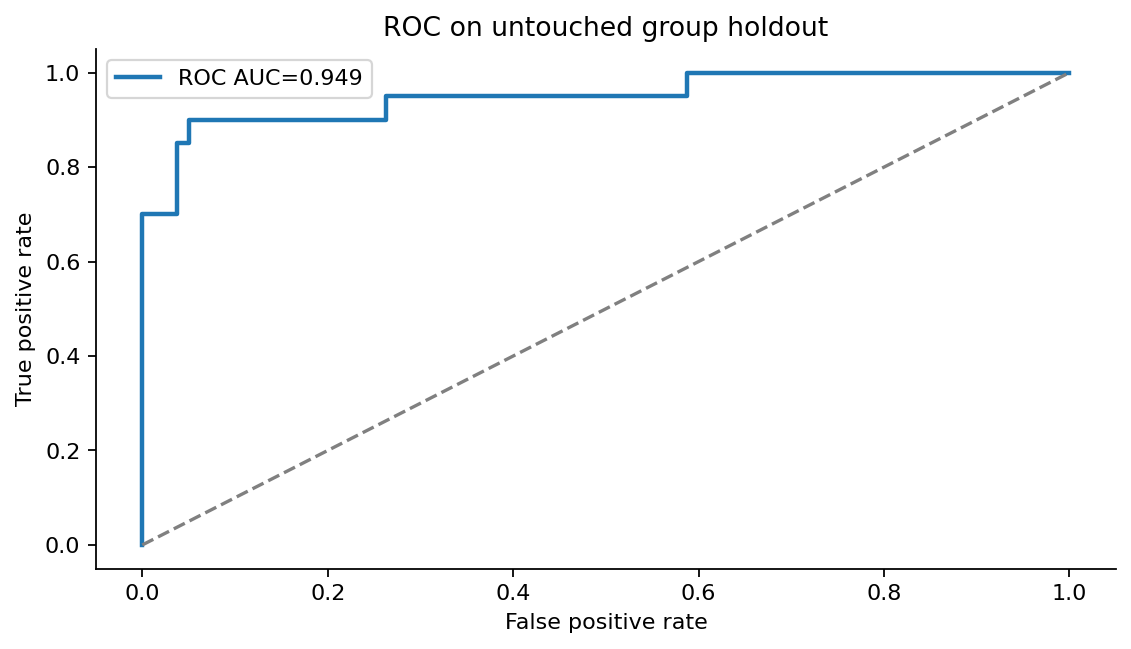 ROC on untouched group holdout
ROC AUC=0.949
1.0
0.8
0.6
0.4
0.2
0.0
True positive rate
0.0 0.2 0.4 0.6 0.8 1.0
False positive rate